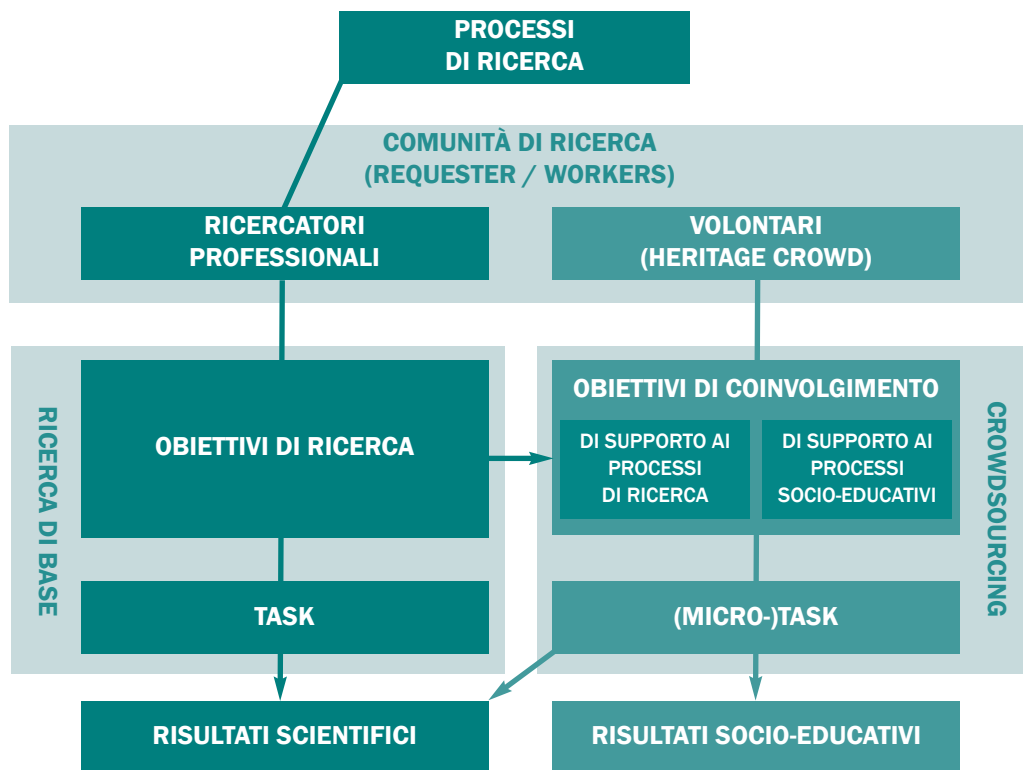 PROCESSI
DI RICERCA
COMUNITÀ DI RICERCA
(REQUESTER / WORKERS)
RICERCATORI
PROFESSIONALI
VOLONTARI
(HERITAGE CROWD)
RICERCA DI BASE
OBIETTIVI DI RICERCA
OBIETTIVI DI COINVOLGIMENTO
DI SUPPORTO AI
PROCESSI
DI RICERCA
DI SUPPORTO AI
PROCESSI
SOCIO-EDUCATIVI
CROWDSOURCING
TASK
(MICRO-)TASK
RISULTATI SCIENTIFICI
RISULTATI SOCIO-EDUCATIVI